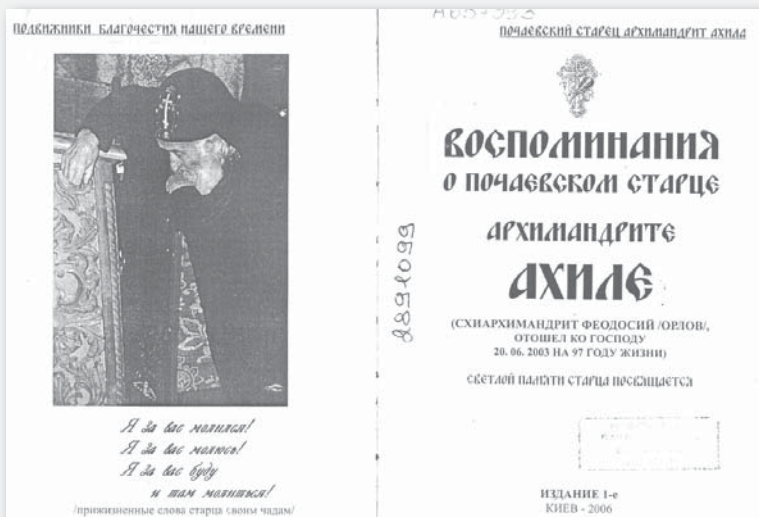 ПОДВИЖНИКИ БЛАГОЧЕСТИЯ НАШЕГО ВРЕМЕНИ
Я за вас молился!
Я за вас молюсь!
Я за вас буду
и там молиться!
/прижизненные слова старца своим чадам/
ПОЧАЕВСКИЙ СТАРЕЦ АРХИМАНДРИТ АХИЛА
ВОСПОМИНАНИЯ
О ПОЧАЕВСКОМ СТАРЦЕ
АРХИМАНДРИТЕ
АХИЛЕ
(СХИАРХИМАНДРИТ ФЕОДОСИЙ /ОРЛОВ/,
ОТОШЕЛ КО ГОСПОДУ
20. 06. 2003 НА 97 ГОДУ ЖИЗНИ)
СВЕТЛОЙ ПАМЯТИ СТАРЦА ПОСВЯЩАЕТСЯ
2891099
ИЗДАНИЕ 1-е
КИЕВ - 2006